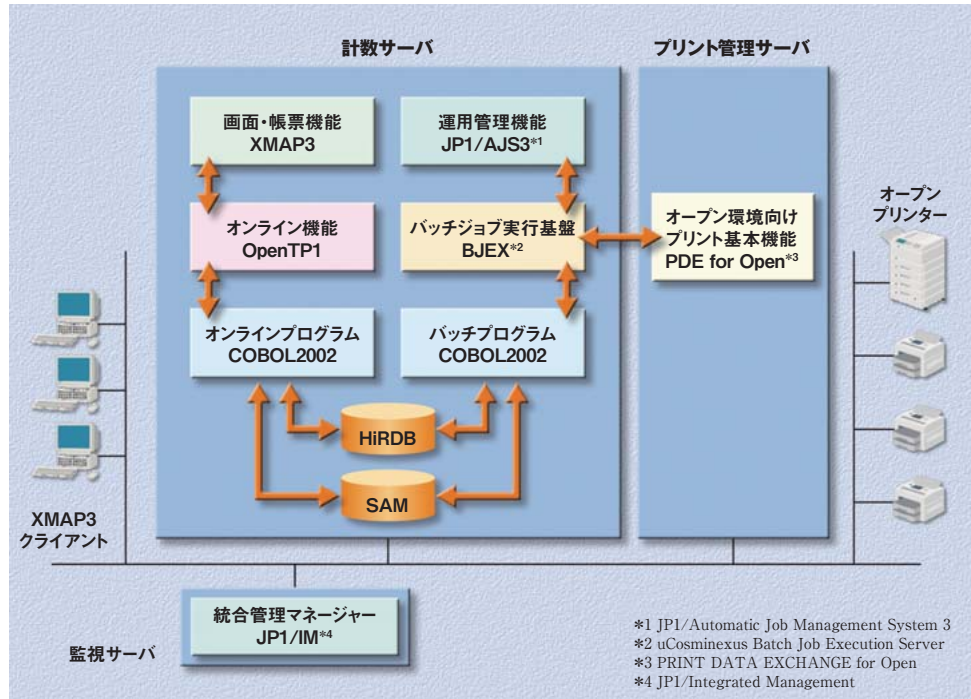 計数サーバ
プリント管理サーバ
画面・帳票機能
XMAP3
運用管理機能
JP1/AJS3*1
オンライン機能
OpenTP1
バッチジョブ実行基盤
BJEX*2
オープン環境向け
プリント基本機能
PDE for Open*3
オープン
プリンター
オンラインプログラム
COBOL2002
バッチプログラム
COBOL2002
HiRDB
SAM
XMAP3
クライアント
統合管理マネージャー
JP1/IM*4
監視サーバ
*1 JP1/Automatic Job Management System 3
*2 uCosminexus Batch Job Execution Server
*3 PRINT DATA EXCHANGE for Open
*4 JP1/Integrated Management